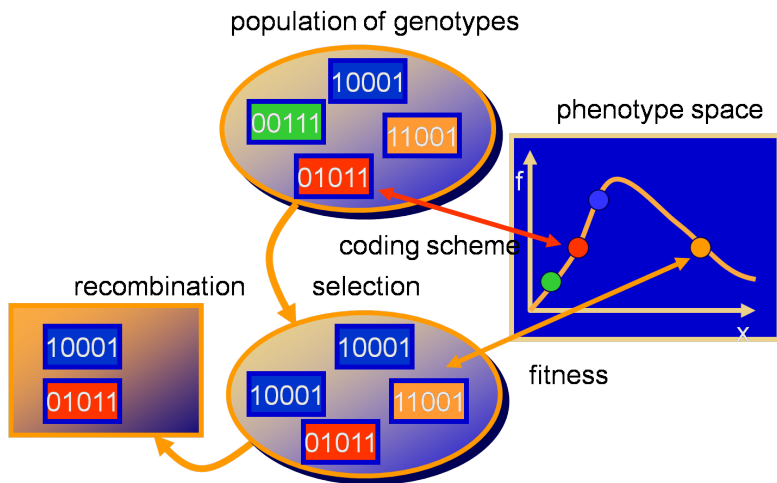 population of genotypes
10001
00111
11001
01011
phenotype space
f
x
coding scheme
recombination
selection
10001
01011
10001
10001
11001
01011
fitness